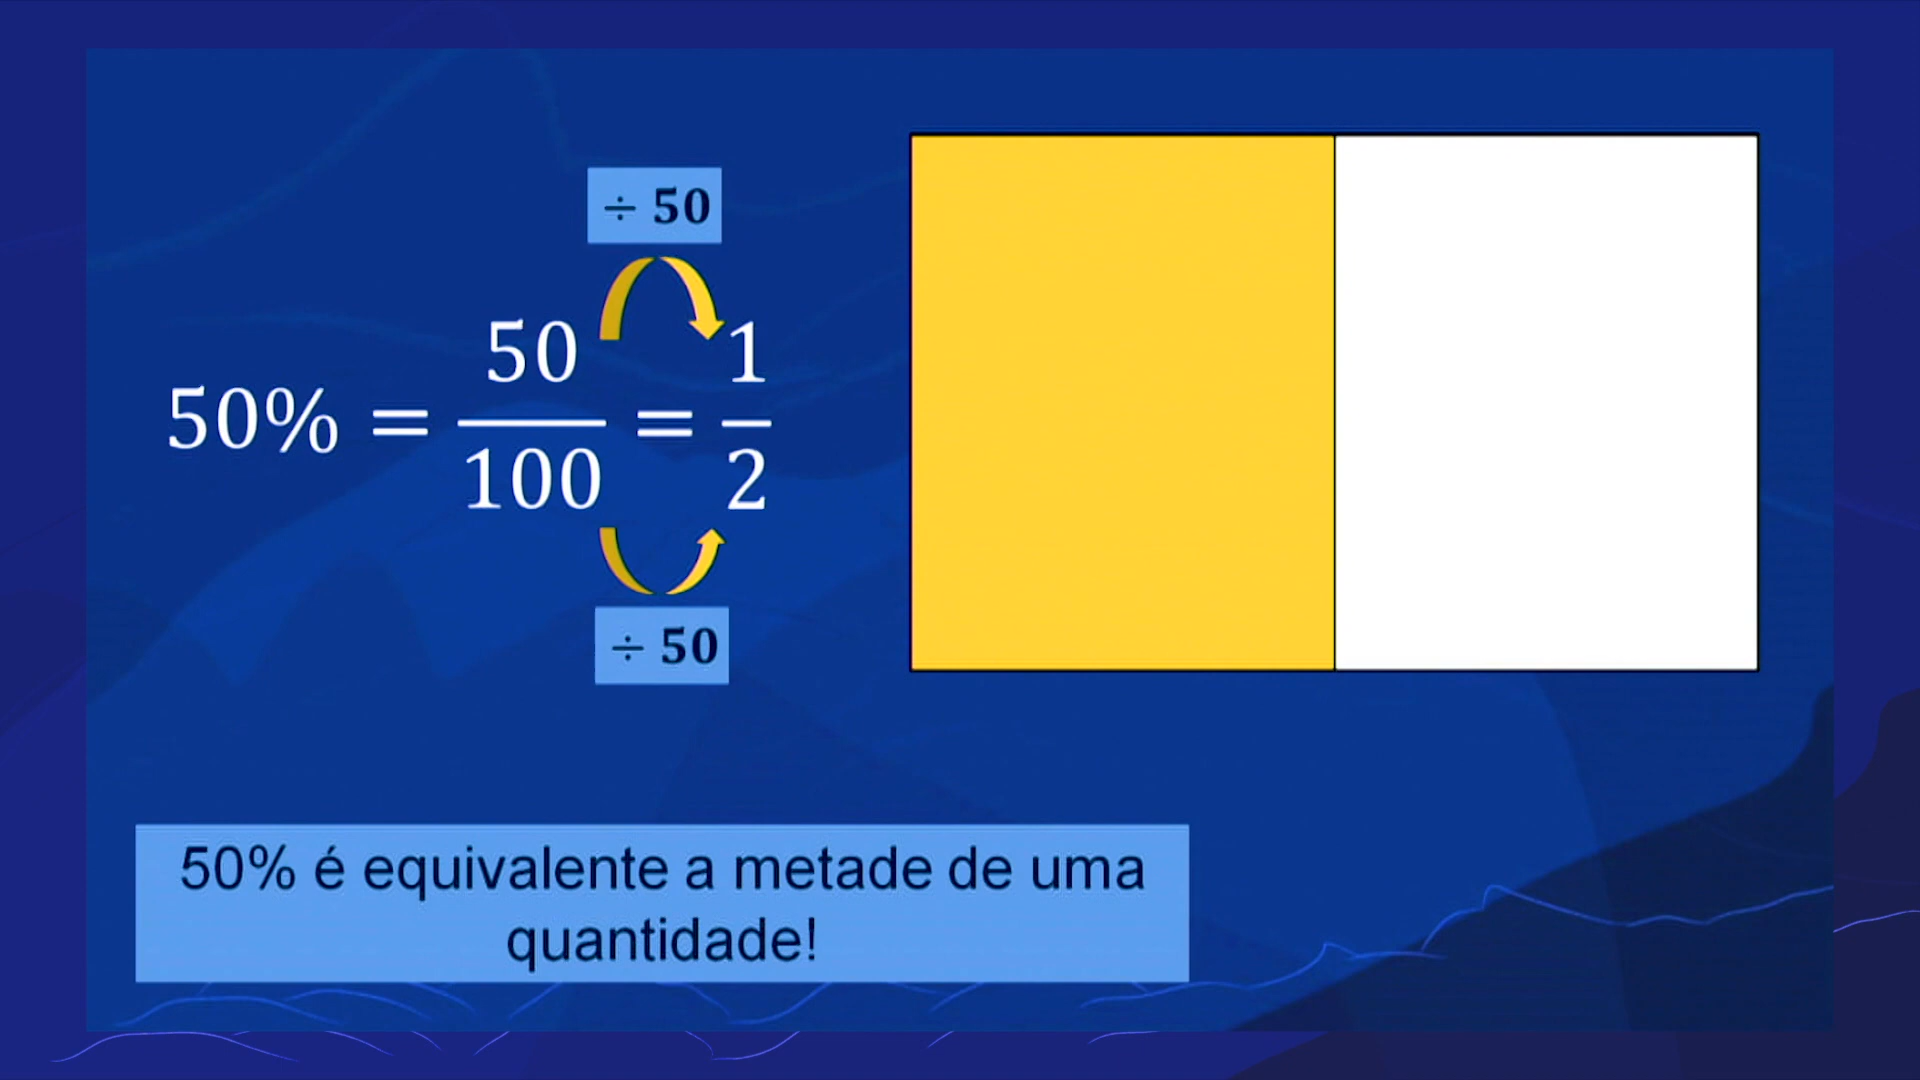 ÷ 50
50% = 50/100 = 1/2
÷ 50
50% é equivalente a metade de uma
quantidade!